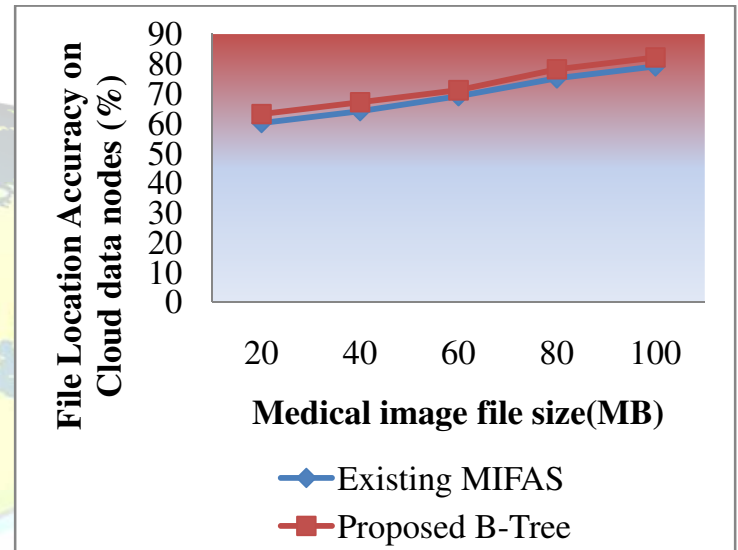 File Location Accuracy on
Cloud data nodes (%)
90
80
70
60
50
40
30
20
10
0
20 40 60 80 100
Medical image file size(MB)
Existing MIFAS
Proposed B-Tree